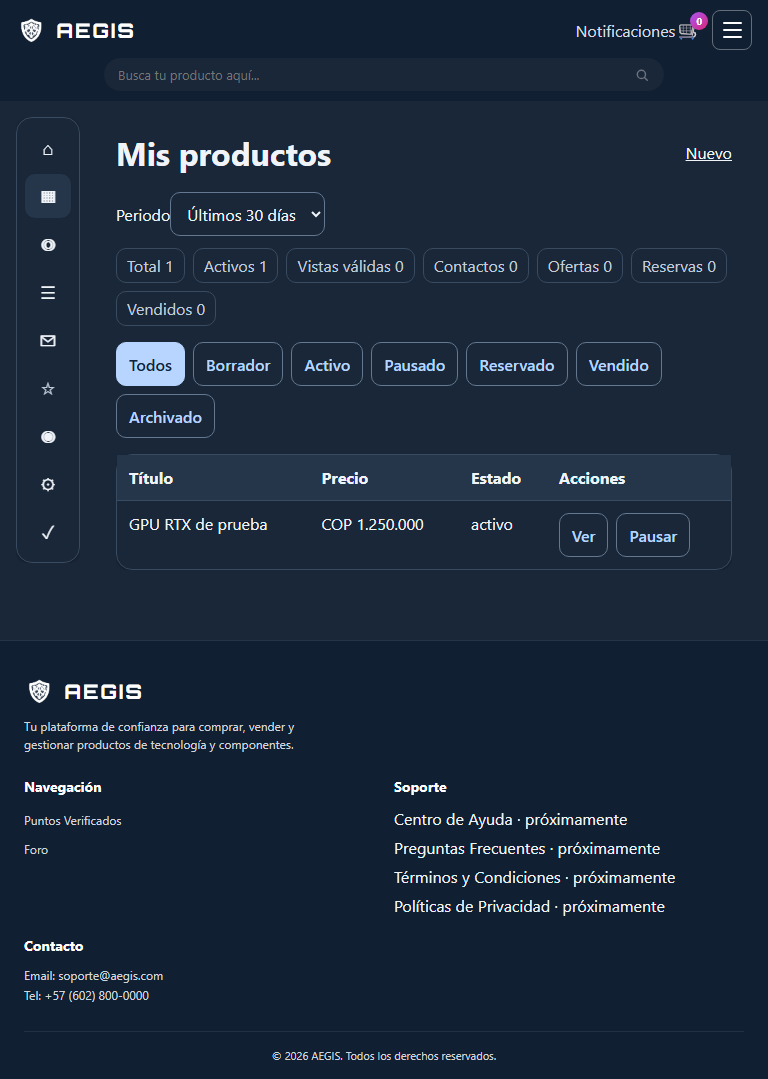 AEGIS
Notificaciones
0
Busca tu producto aquí...
Mis productos
Nuevo
Periodo
Últimos 30 días
Total 1
Activos 1
Vistas válidas 0
Contactos 0
Ofertas 0
Reservas 0
Vendidos 0
Todos
Borrador
Activo
Pausado
Reservado
Vendido
Archivado
Título Precio Estado Acciones
GPU RTX de prueba COP 1.250.000 activo Ver Pausar
AEGIS
Tu plataforma de confianza para comprar, vender y
gestionar productos de tecnología y componentes.
Navegación
Puntos Verificados
Foro
Soporte
Centro de Ayuda · próximamente
Preguntas Frecuentes · próximamente
Términos y Condiciones · próximamente
Políticas de Privacidad · próximamente
Contacto
Email: soporte@aegis.com
Tel: +57 (602) 800-0000
© 2026 AEGIS. Todos los derechos reservados.